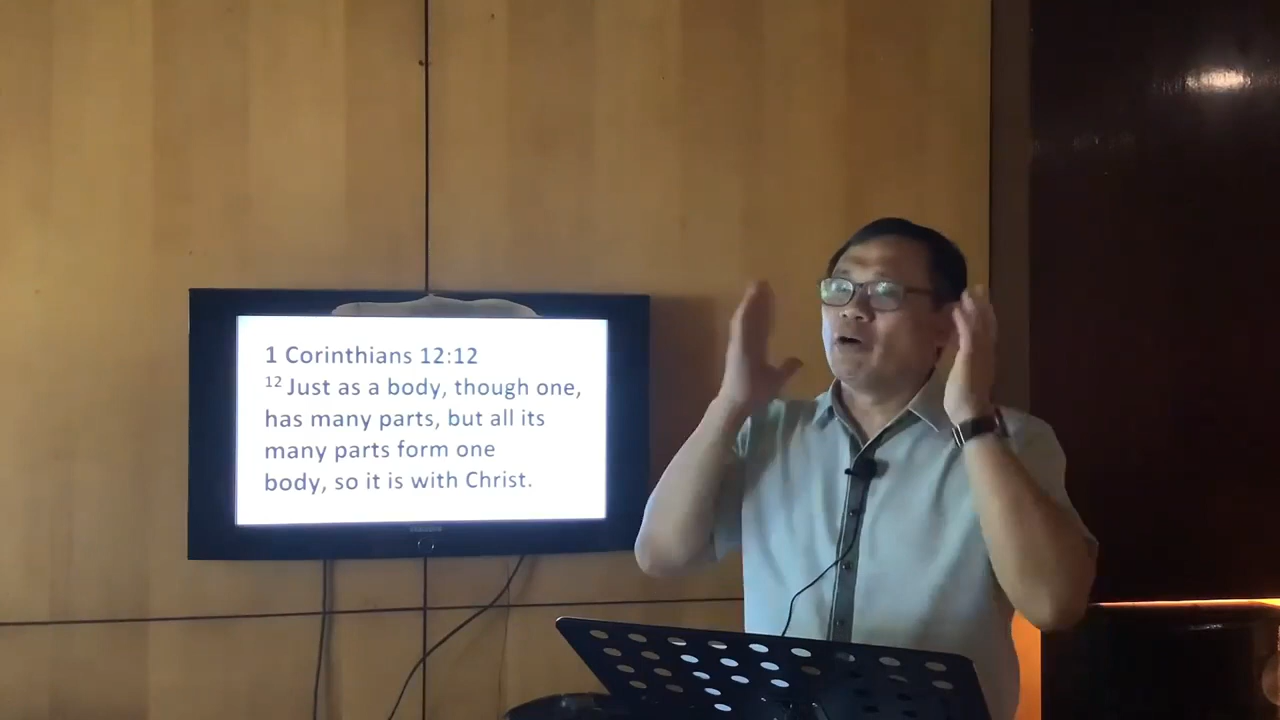 1 Corinthians 12:12
12 Just as a body, though one,
has many parts, but all its
many parts form one
body, so it is with Christ.
SAMSUNG